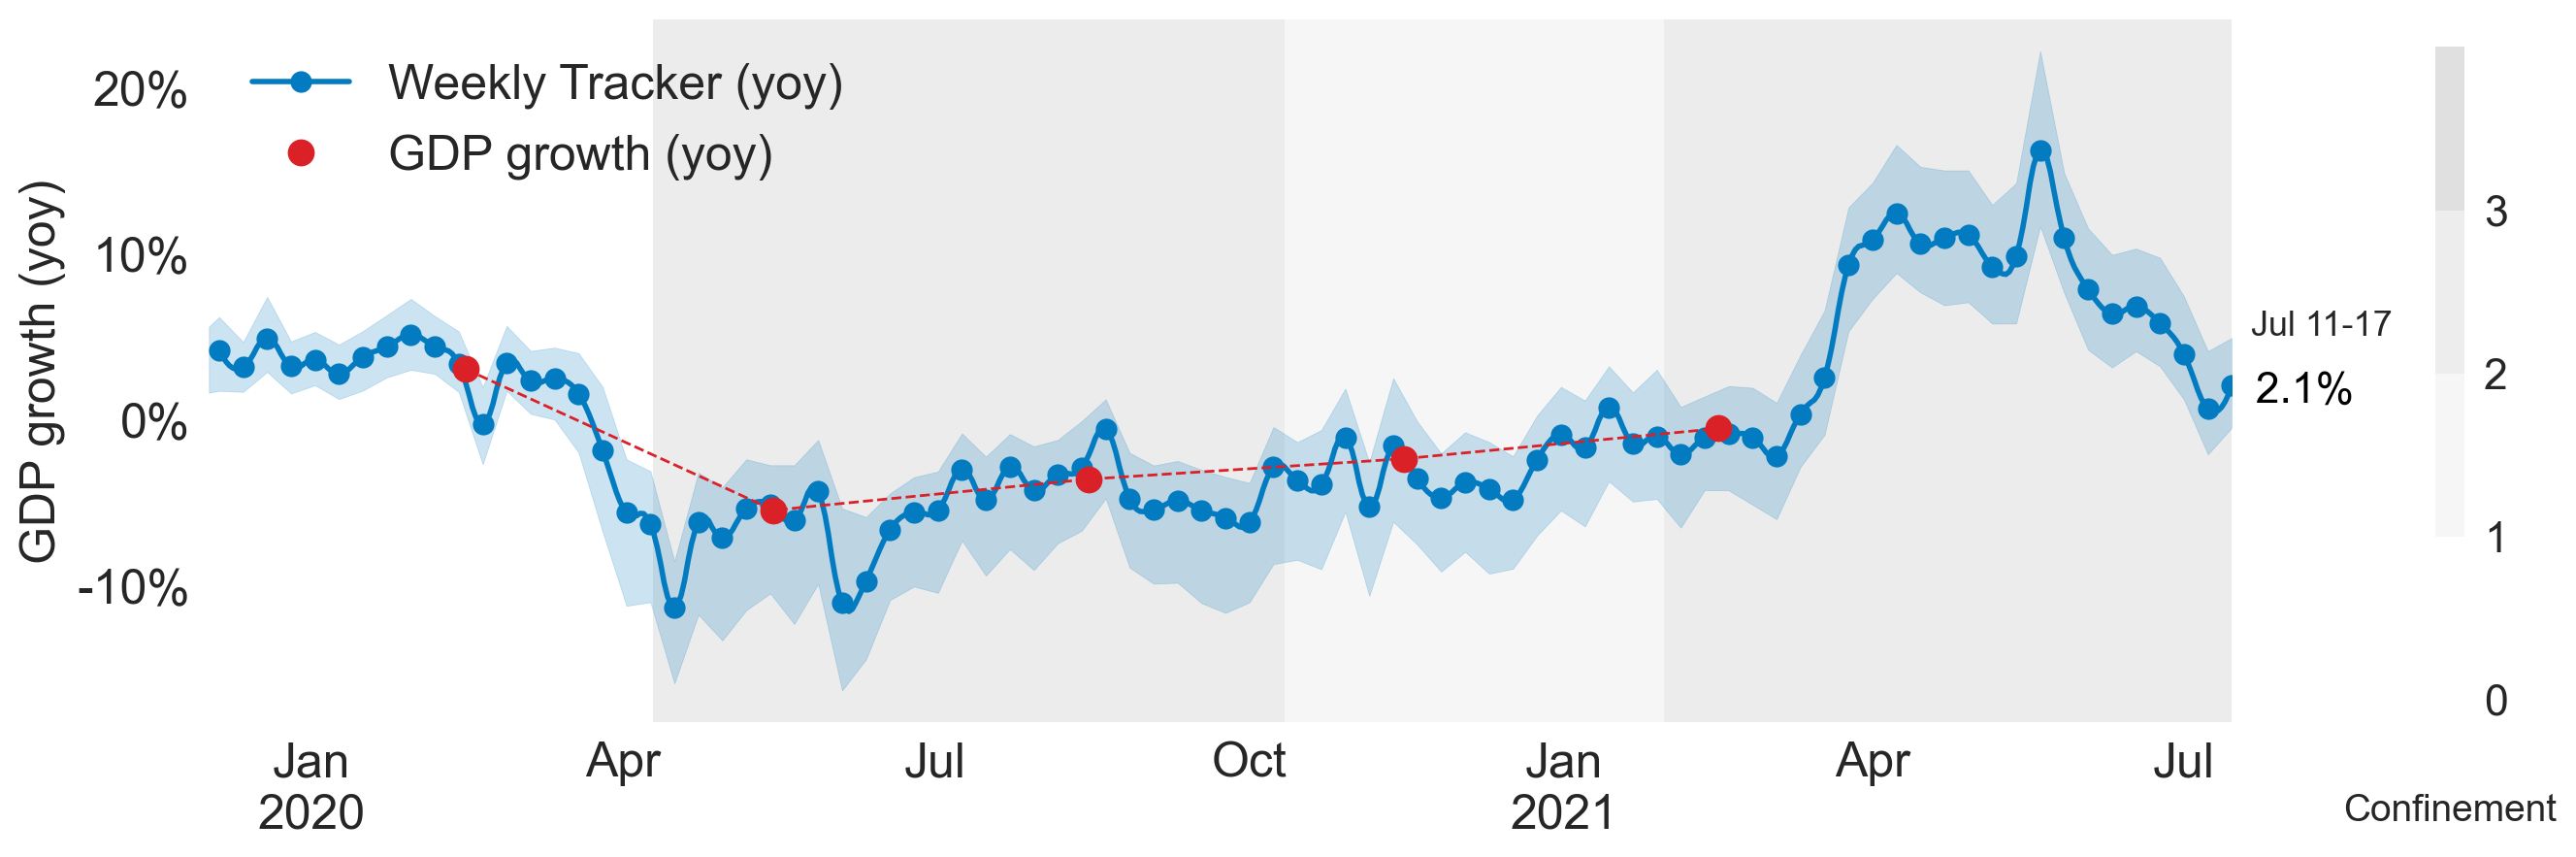 Weekly Tracker (yoy)
GDP growth (yoy)
GDP growth (yoy)
20%
10%
0%
-10%
Jan
2020
Apr
Jul
Oct
Jan
2021
Apr
Jul
Jul 11-17
2.1%
3
2
1
0
Confinement